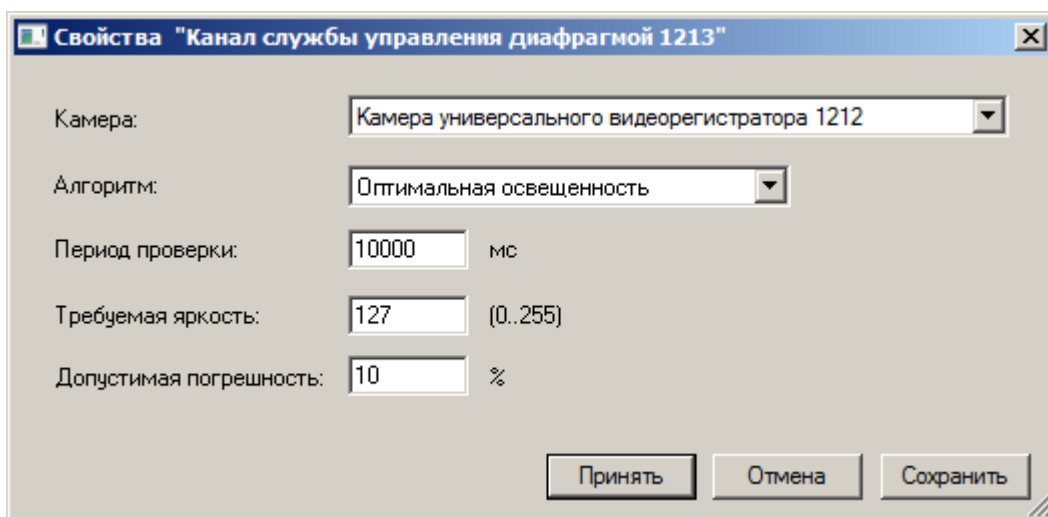 Свойства "Канал службы управления диафрагмой 1213"
Камера: Камера универсального видеорегистратора 1212
Алгоритм: Оптимальная освещенность
Период проверки: 10000 мс
Требуемая яркость: 127 (0..255)
Допустимая погрешность: 10 %
Принять Отмена Сохранить